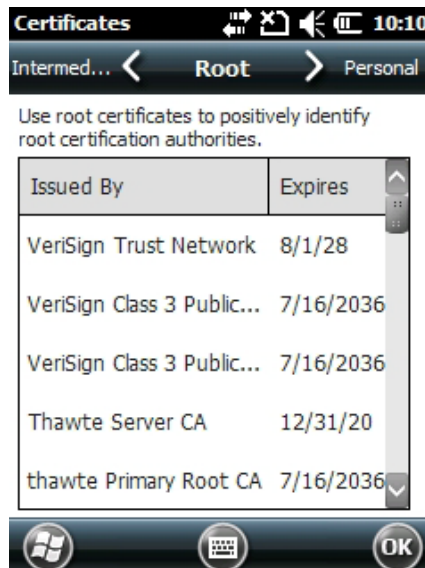 Certificates 10:10
Intermed... Root Personal
Use root certificates to positively identify
root certification authorities.
Issued By Expires
VeriSign Trust Network 8/1/28
VeriSign Class 3 Public... 7/16/2036
VeriSign Class 3 Public... 7/16/2036
Thawte Server CA 12/31/20
thawte Primary Root CA 7/16/2036
OK